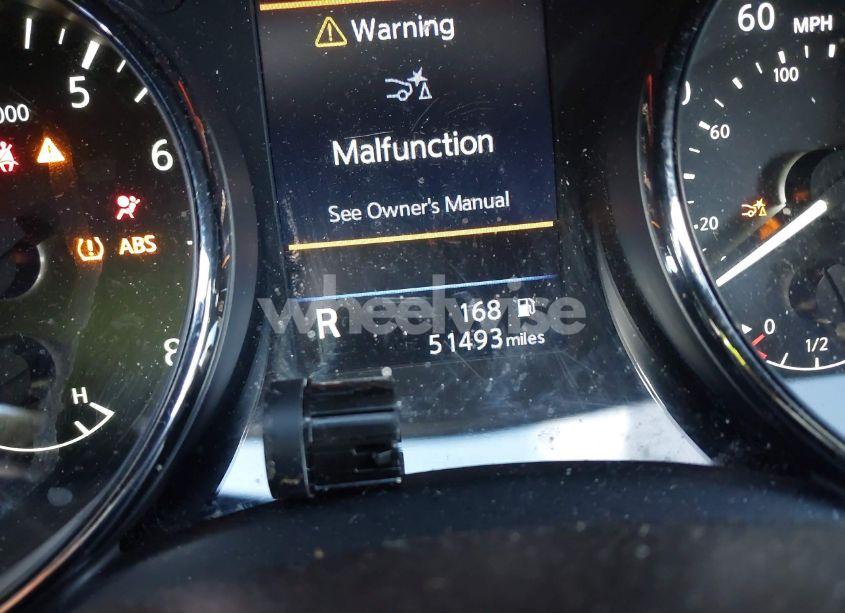 Warning
Malfunction
See Owner's Manual
R
168
51493 miles
5
6
000
ABS
8
H
60
MPH
100
60
20
0
1/2
wheelwise